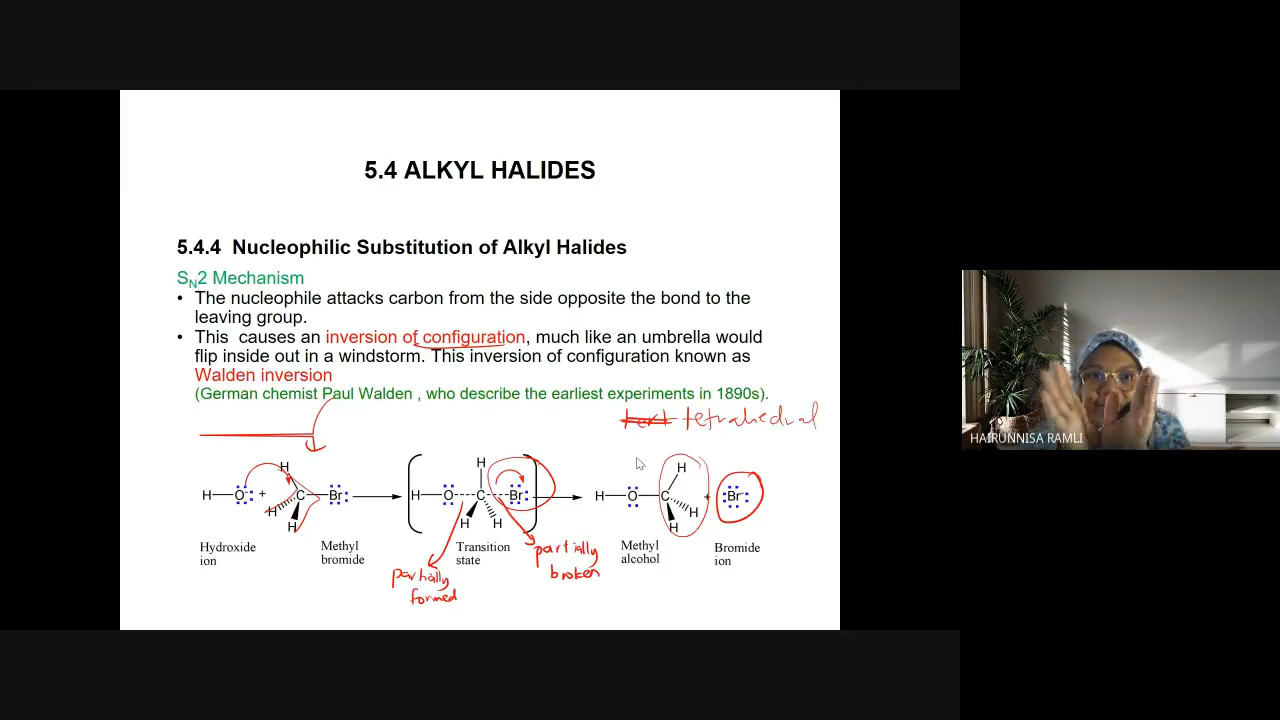 5.4 ALKYL HALIDES
5.4.4 Nucleophilic Substitution of Alkyl Halides
SN2 Mechanism
• The nucleophile attacks carbon from the side opposite the bond to the
leaving group.
• This causes an inversion of configuration, much like an umbrella would
flip inside out in a windstorm. This inversion of configuration known as
Walden inversion
(German chemist Paul Walden , who describe the earliest experiments in 1890s).
tetrahedral
H O - + H H H C Br
H O C H H H Br
H O C H H H + Br -
Hydroxide
ion
Methyl
bromide
Transition
state
Methyl
alcohol
Bromide
ion
partially
formed
partially
broken
HAIRUNNISA RAMLI